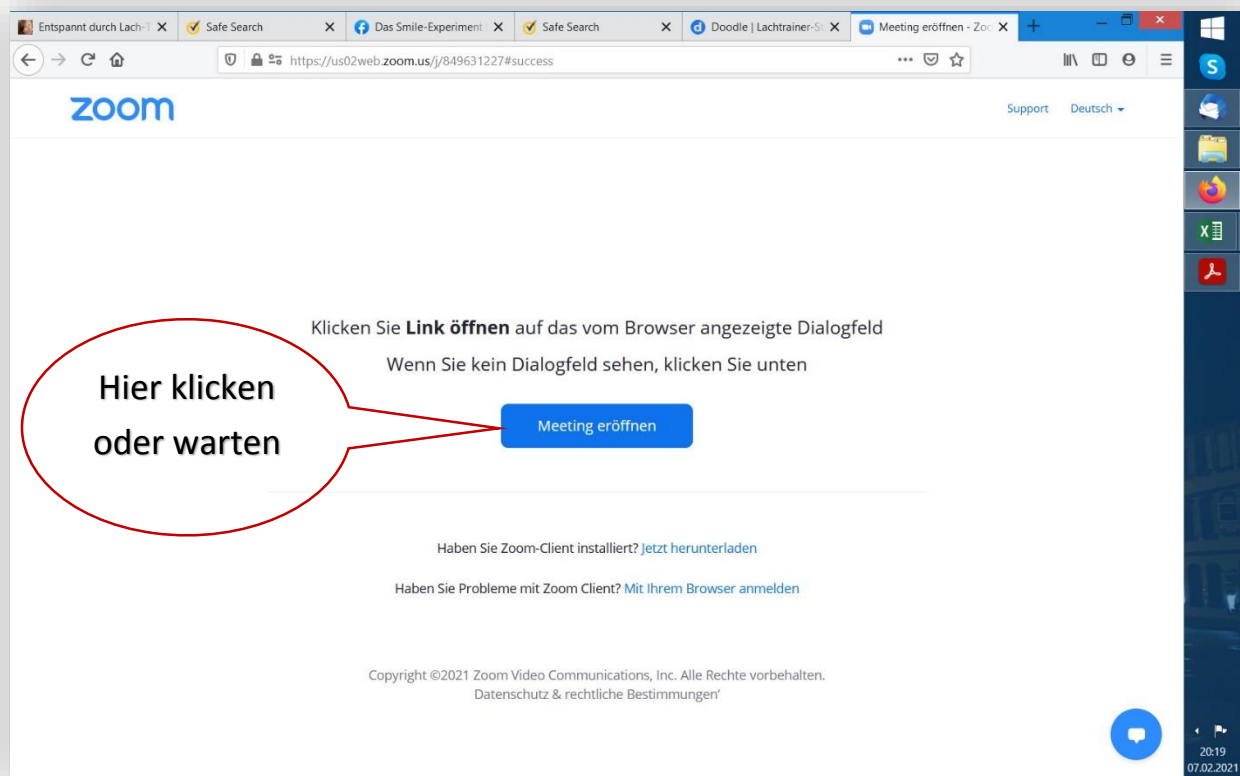 Entspannt durch Lach-T
Safe Search
Das Smile-Experiment
Safe Search
Doodle | Lachtrainer-S
Meeting eröffnen - Zoo
https://us02web.zoom.us/j/849631227#success
zoom
Support
Deutsch
Klicken Sie Link öffnen auf das vom Browser angezeigte Dialogfeld
Wenn Sie kein Dialogfeld sehen, klicken Sie unten
Hier klicken
oder warten
Meeting eröffnen
Haben Sie Zoom-Client installiert? Jetzt herunterladen
Haben Sie Probleme mit Zoom Client? Mit Ihrem Browser anmelden
Copyright ©2021 Zoom Video Communications, Inc. Alle Rechte vorbehalten.
Datenschutz & rechtliche Bestimmungen'
20:19
07.02.2021